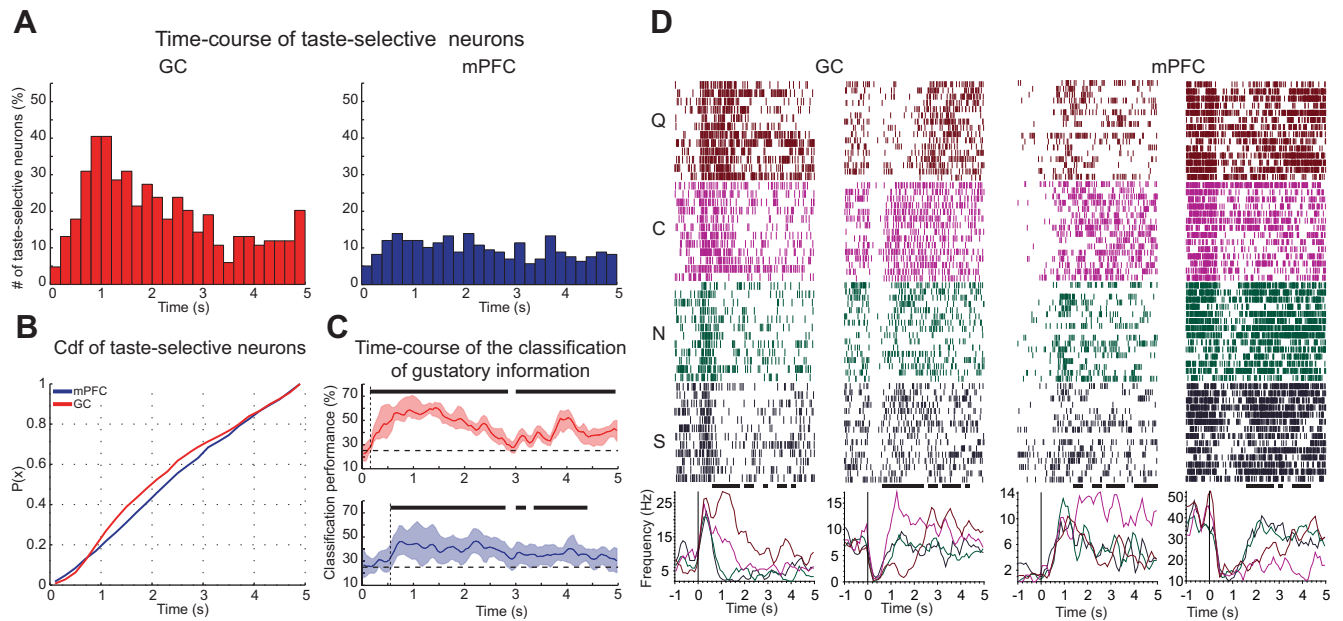 A
Time-course of taste-selective neurons
GC
mPFC
# of taste-selective neurons (%)
50
40
30
20
10
0
0 1 2 3 4 5
Time (s)
50
40
30
20
10
0
0 1 2 3 4 5
Time (s)
B
Cdf of taste-selective neurons
mPFC
GC
P(x)
1
0.8
0.6
0.4
0.2
0
0 1 2 3 4 5
Time (s)
C
Time-course of the classification
of gustatory information
Classification performance (%)
70
50
30
10
70
50
30
10
0 1 2 3 4 5
Time (s)
D
GC
mPFC
Q
C
N
S
Frequency (Hz)
25
15
5
-1 0 1 2 3 4 5
Time (s)
15
10
5
0
-1 0 1 2 3 4 5
Time (s)
14
12
10
8
6
4
2
0
-1 0 1 2 3 4 5
Time (s)
50
40
30
20
10
-1 0 1 2 3 4 5
Time (s)